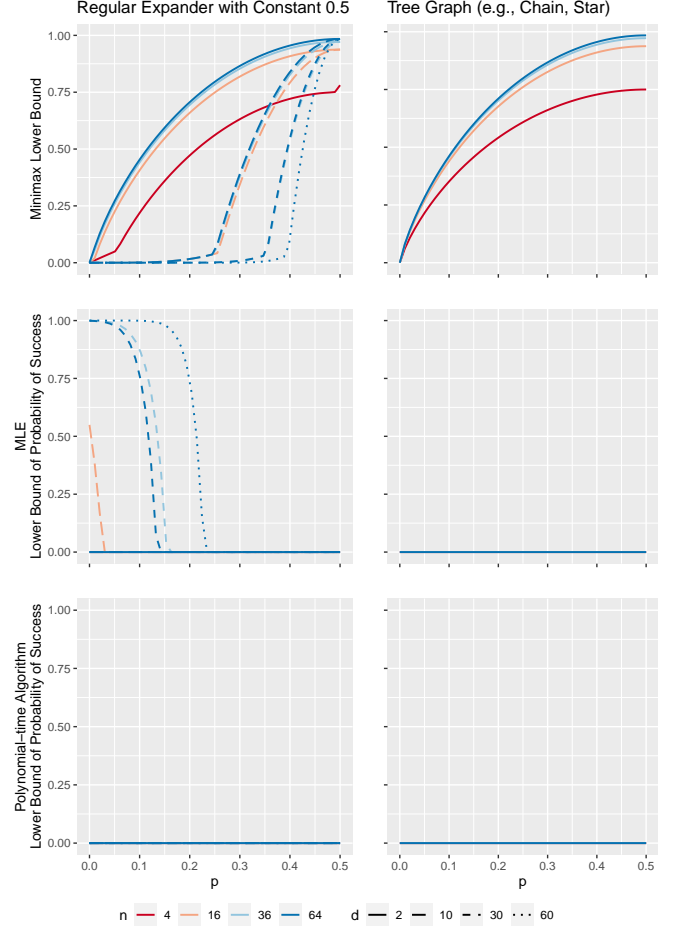 Regular Expander with Constant 0.5
Tree Graph (e.g., Chain, Star)
Minimax Lower Bound
1.00
0.75
0.50
0.25
0.00
MLE
Lower Bound of Probability of Success
1.00
0.75
0.50
0.25
0.00
Polynomial−time Algorithm
Lower Bound of Probability of Success
1.00
0.75
0.50
0.25
0.00
0.0 0.1 0.2 0.3 0.4 0.5
p
0.0 0.1 0.2 0.3 0.4 0.5
p
n 4 16 36 64 d 2 10 30 60